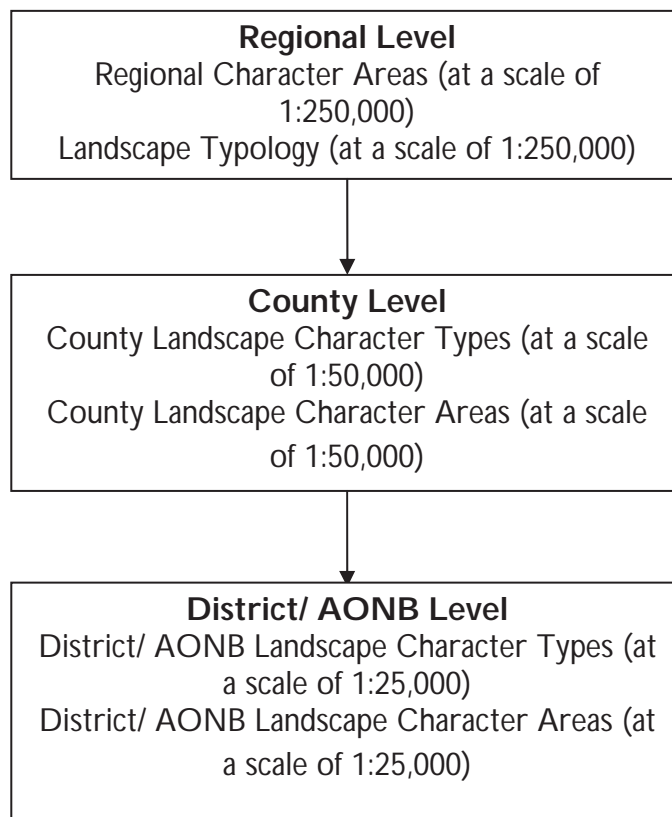 Regional Level
Regional Character Areas (at a scale of
1:250,000)
Landscape Typology (at a scale of 1:250,000)
County Level
County Landscape Character Types (at a scale
of 1:50,000)
County Landscape Character Areas (at a scale
of 1:50,000)
District/ AONB Level
District/ AONB Landscape Character Types (at
a scale of 1:25,000)
District/ AONB Landscape Character Areas (at
a scale of 1:25,000)